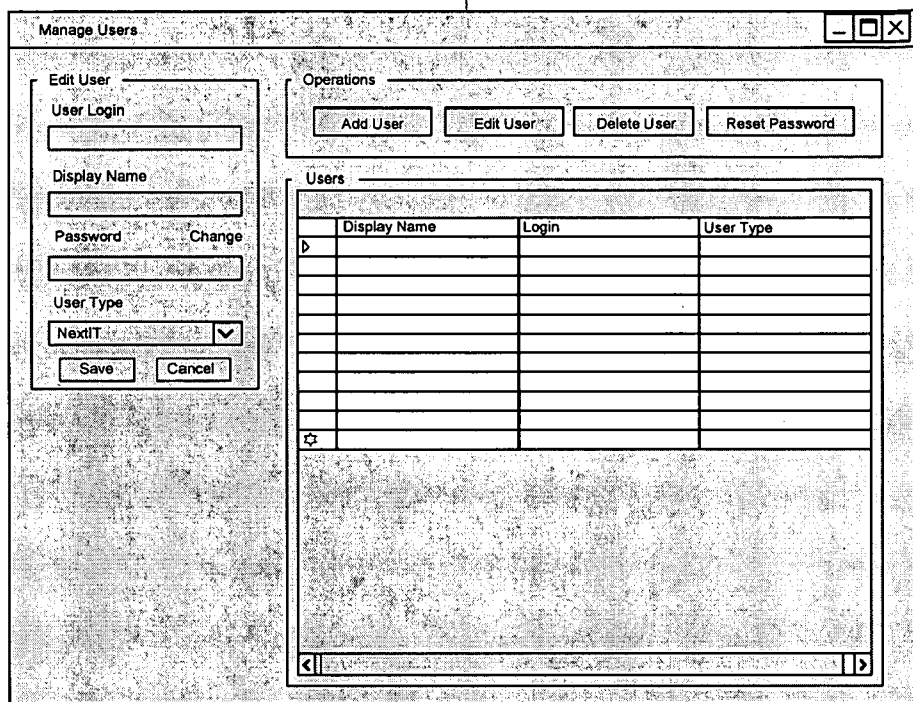 Manage Users
Edit User
User Login
Display Name
Password Change
User Type
NextIT
Save Cancel
Operations
Add User Edit User Delete User Reset Password
Users
Display Name Login User Type